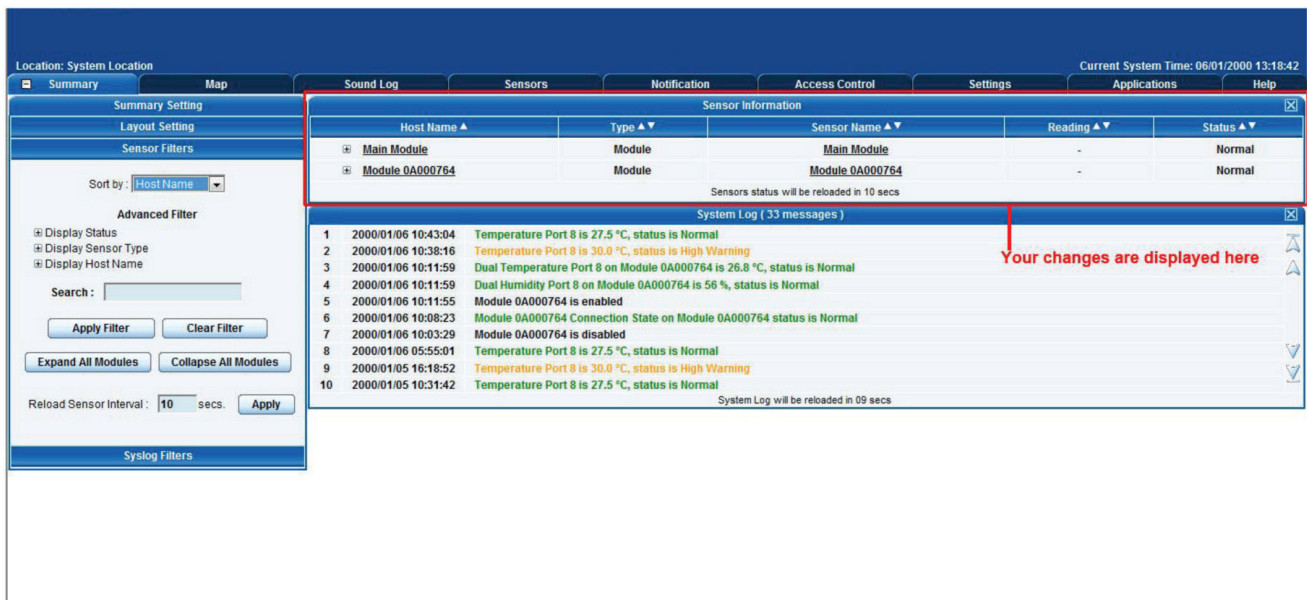 Location: System Location
Current System Time: 06/01/2000 13:18:42
Summary Map Sound Log Sensors Notification Access Control Settings Applications Help
Summary Setting
Layout Setting
Sensor Filters
Sort by : Host Name
Advanced Filter
Display Status
Display Sensor Type
Display Host Name
Search :
Apply Filter Clear Filter
Expand All Modules Collapse All Modules
Reload Sensor Interval : 10 secs. Apply
Syslog Filters
Sensor Information
Host Name Type Sensor Name Reading Status
Main Module Module Main Module - Normal
Module 0A000764 Module Module 0A000764 - Normal
Sensors status will be reloaded in 10 secs
System Log ( 33 messages )
1 2000/01/06 10:43:04 Temperature Port 8 is 27.5 °C, status is Normal
2 2000/01/06 10:38:16 Temperature Port 8 is 30.0 °C, status is High Warning
3 2000/01/06 10:11:59 Dual Temperature Port 8 on Module 0A000764 is 26.8 °C, status is Normal
4 2000/01/06 10:11:59 Dual Humidity Port 8 on Module 0A000764 is 56 %, status is Normal
5 2000/01/06 10:11:55 Module 0A000764 is enabled
6 2000/01/06 10:08:23 Module 0A000764 Connection State on Module 0A000764 status is Normal
7 2000/01/06 10:03:29 Module 0A000764 is disabled
8 2000/01/06 05:55:01 Temperature Port 8 is 27.5 °C, status is Normal
9 2000/01/05 16:18:52 Temperature Port 8 is 30.0 °C, status is High Warning
10 2000/01/05 10:31:42 Temperature Port 8 is 27.5 °C, status is Normal
System Log will be reloaded in 09 secs
Your changes are displayed here